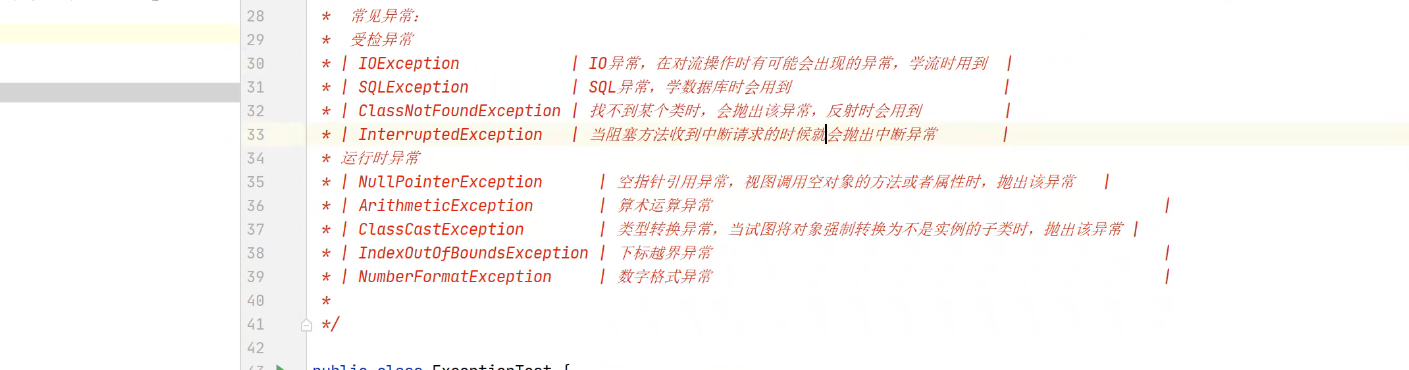 28 * 常见异常:
29 * 受检异常
30 * | IOException | IO异常，在对流操作时有可能会出现的异常，学流时用到 |
31 * | SQLException | SQL异常，学数据库时会用到 |
32 * | ClassNotFoundException | 找不到某个类时，会抛出该异常，反射时会用到 |
33 * | InterruptedException | 当阻塞方法收到中断请求的时候就会抛出中断异常 |
34 * 运行时异常
35 * | NullPointerException | 空指针引用异常，视图调用空对象的方法或者属性时，抛出该异常 |
36 * | ArithmeticException | 算术运算异常 |
37 * | ClassCastException | 类型转换异常，当试图将对象强制转换为不是实例的子类时，抛出该异常 |
38 * | IndexOutOfBoundsException | 下标越界异常 |
39 * | NumberFormatException | 数字格式异常 |
40 *
41 */
42
43 public class ExceptionTest {